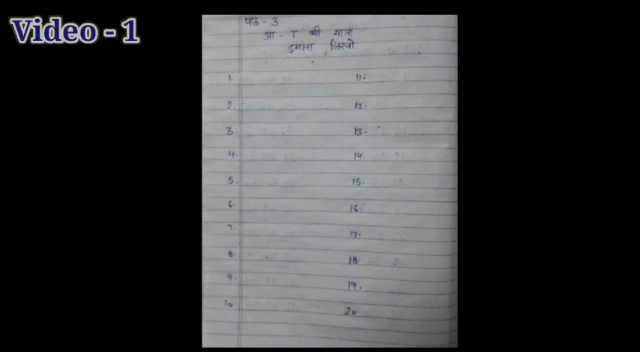 Video - 1
पाठ - 3
आ - ा की मात्रा
इमला लिखो
1. 11.
2. 12.
3. 13.
4. 14.
5. 15.
6. 16.
7. 17.
8. 18.
9. 19.
10 20